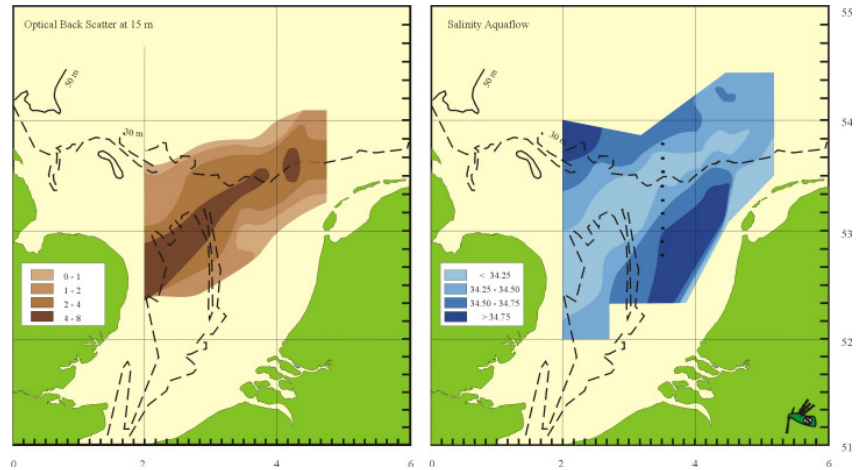 Optical Back Scatter at 15 m
50 m
30 m
0 - 1
1 - 2
2 - 4
4 - 8
0
2
4
6
Salinity Aquaflow
30 m
< 34.25
34.25 - 34.50
34.50 - 34.75
> 34.75
55
54
53
52
51
2
4
6